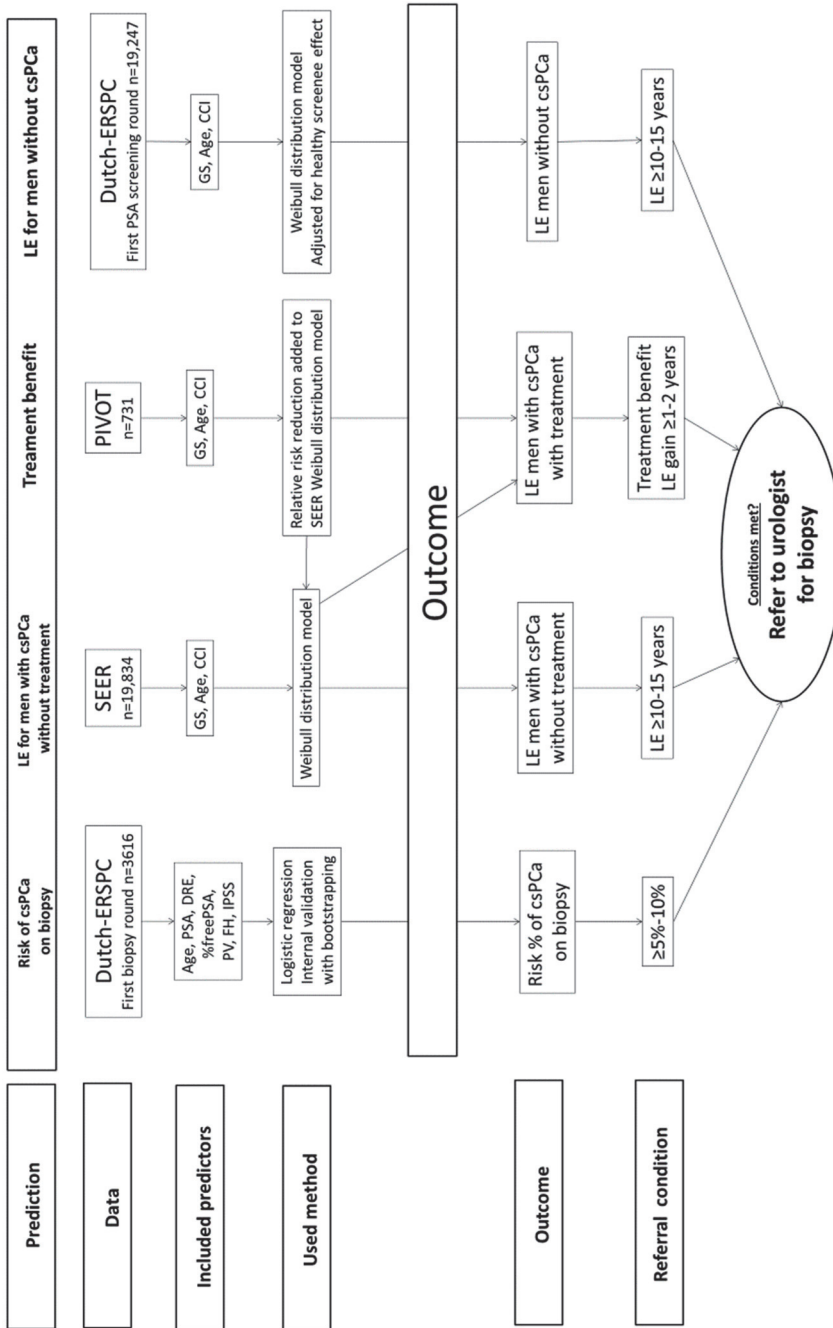 Prediction
Risk of csPCa
on biopsy
LE for men with csPCa
without treatment
Treament benefit
LE for men without csPCa
Data
Dutch-ERSPC
First biopsy round n=3616
SEER
n=19,834
PIVOT
n=731
Dutch-ERSPC
First PSA screening round n=19,247
Included predictors
Age, PSA, DRE,
%freePSA,
PV, FH, IPSS
GS, Age, CCI
GS, Age, CCI
GS, Age, CCI
Used method
Logistic regression
Internal validation
with bootstrapping
Weibull distribution model
Relative risk reduction added to
SEER Weibull distribution model
Weibull distribution model
Adjusted for healthy screenee effect
Outcome
Outcome
Risk % of csPCa
on biopsy
LE men with csPCa
without treatment
LE men with csPCa
with treatment
LE men without csPCa
Referral condition
≥5%-10%
LE ≥10-15 years
Treatment benefit
LE gain ≥1-2 years
LE ≥10-15 years
Conditions met?
Refer to urologist
for biopsy